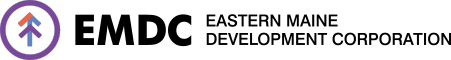 EMDC
EASTERN MAINE
DEVELOPMENT CORPORATION